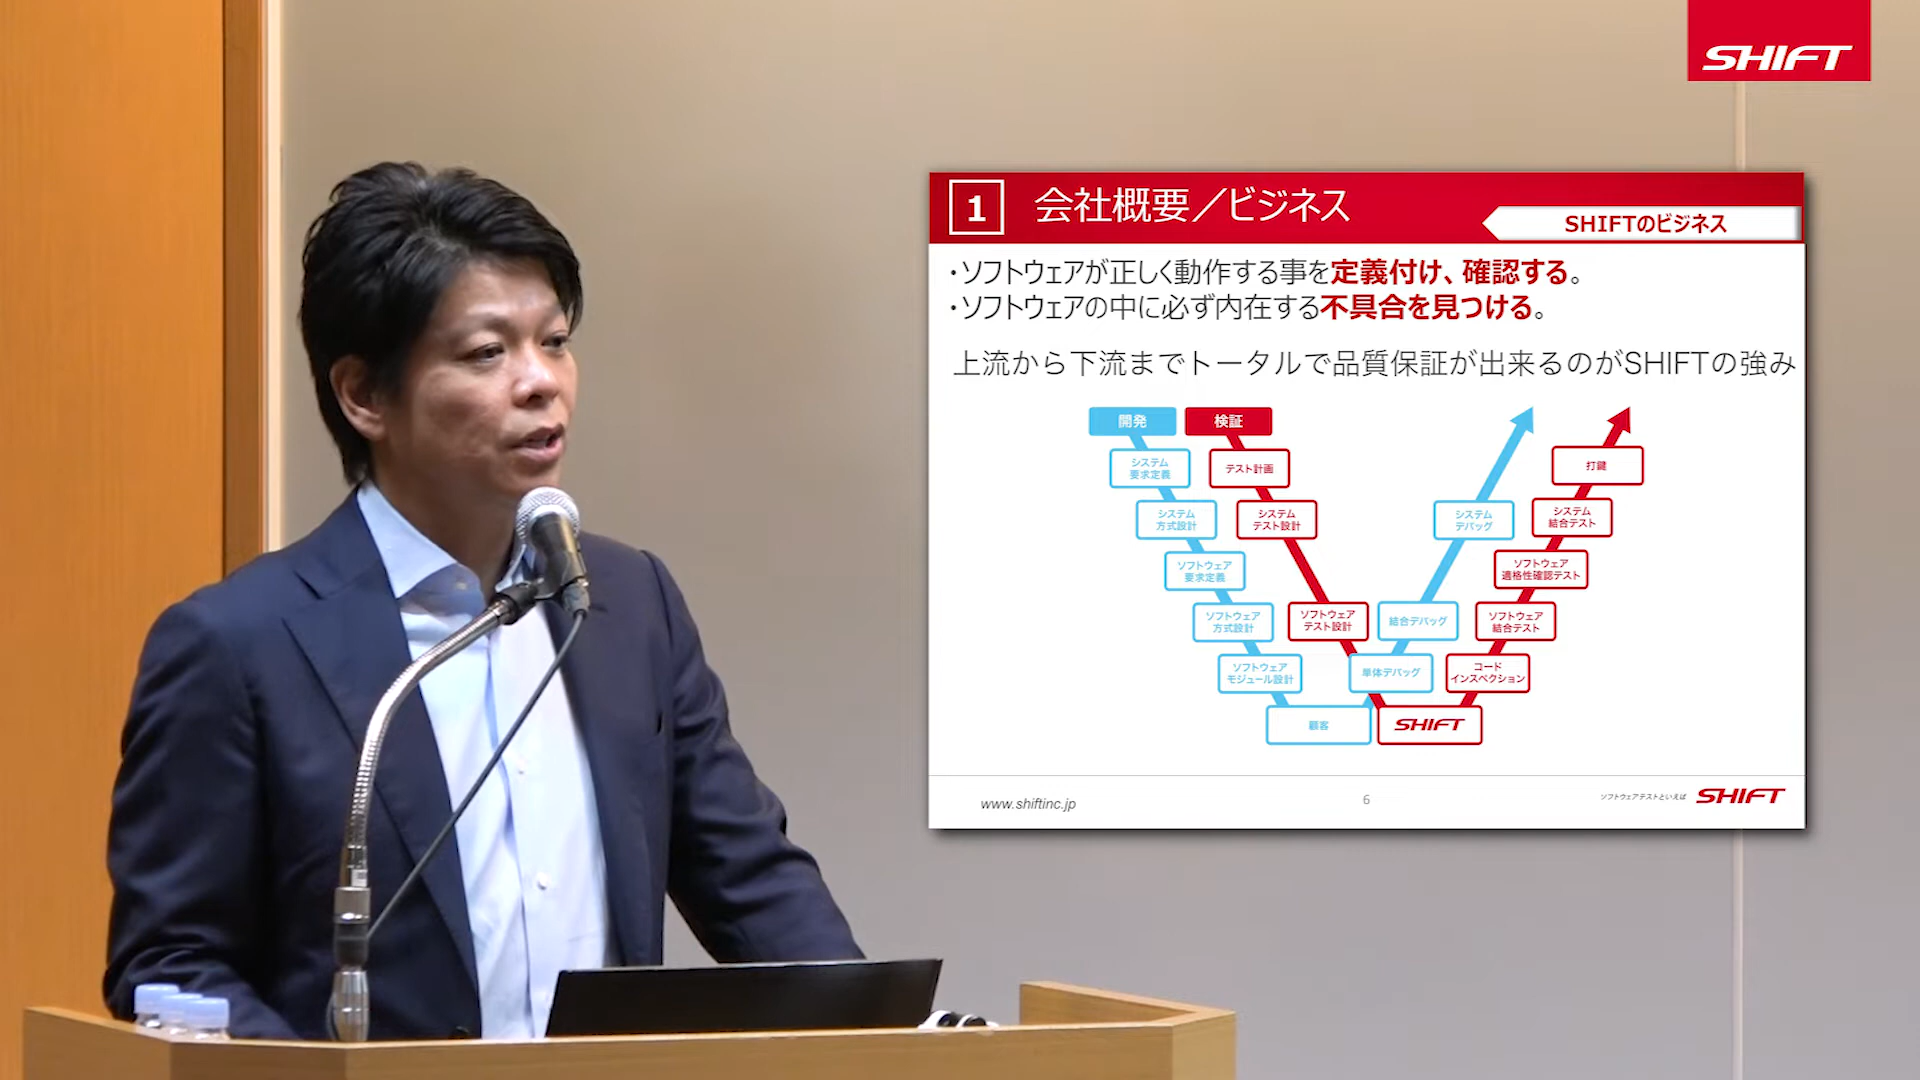 SHIFT
1
会社概要／ビジネス
SHIFTのビジネス
・ソフトウェアが正しく動作する事を定義付け、確認する。
・ソフトウェアの中に必ず内在する不具合を見つける。
上流から下流までトータルで品質保証が出来るのがSHIFTの強み
開発
検証
システム
要求定義
テスト計画
打鍵
システム
方式設計
システム
テスト設計
システム
デバッグ
システム
結合テスト
ソフトウェア
要求定義
ソフトウェア
適格性確認テスト
ソフトウェア
方式設計
ソフトウェア
テスト設計
結合デバッグ
ソフトウェア
結合テスト
ソフトウェア
モジュール設計
単体デバッグ
コード
インスペクション
顧客
SHIFT
www.shiftinc.jp
6
ソフトウェアテストといえば
SHIFT